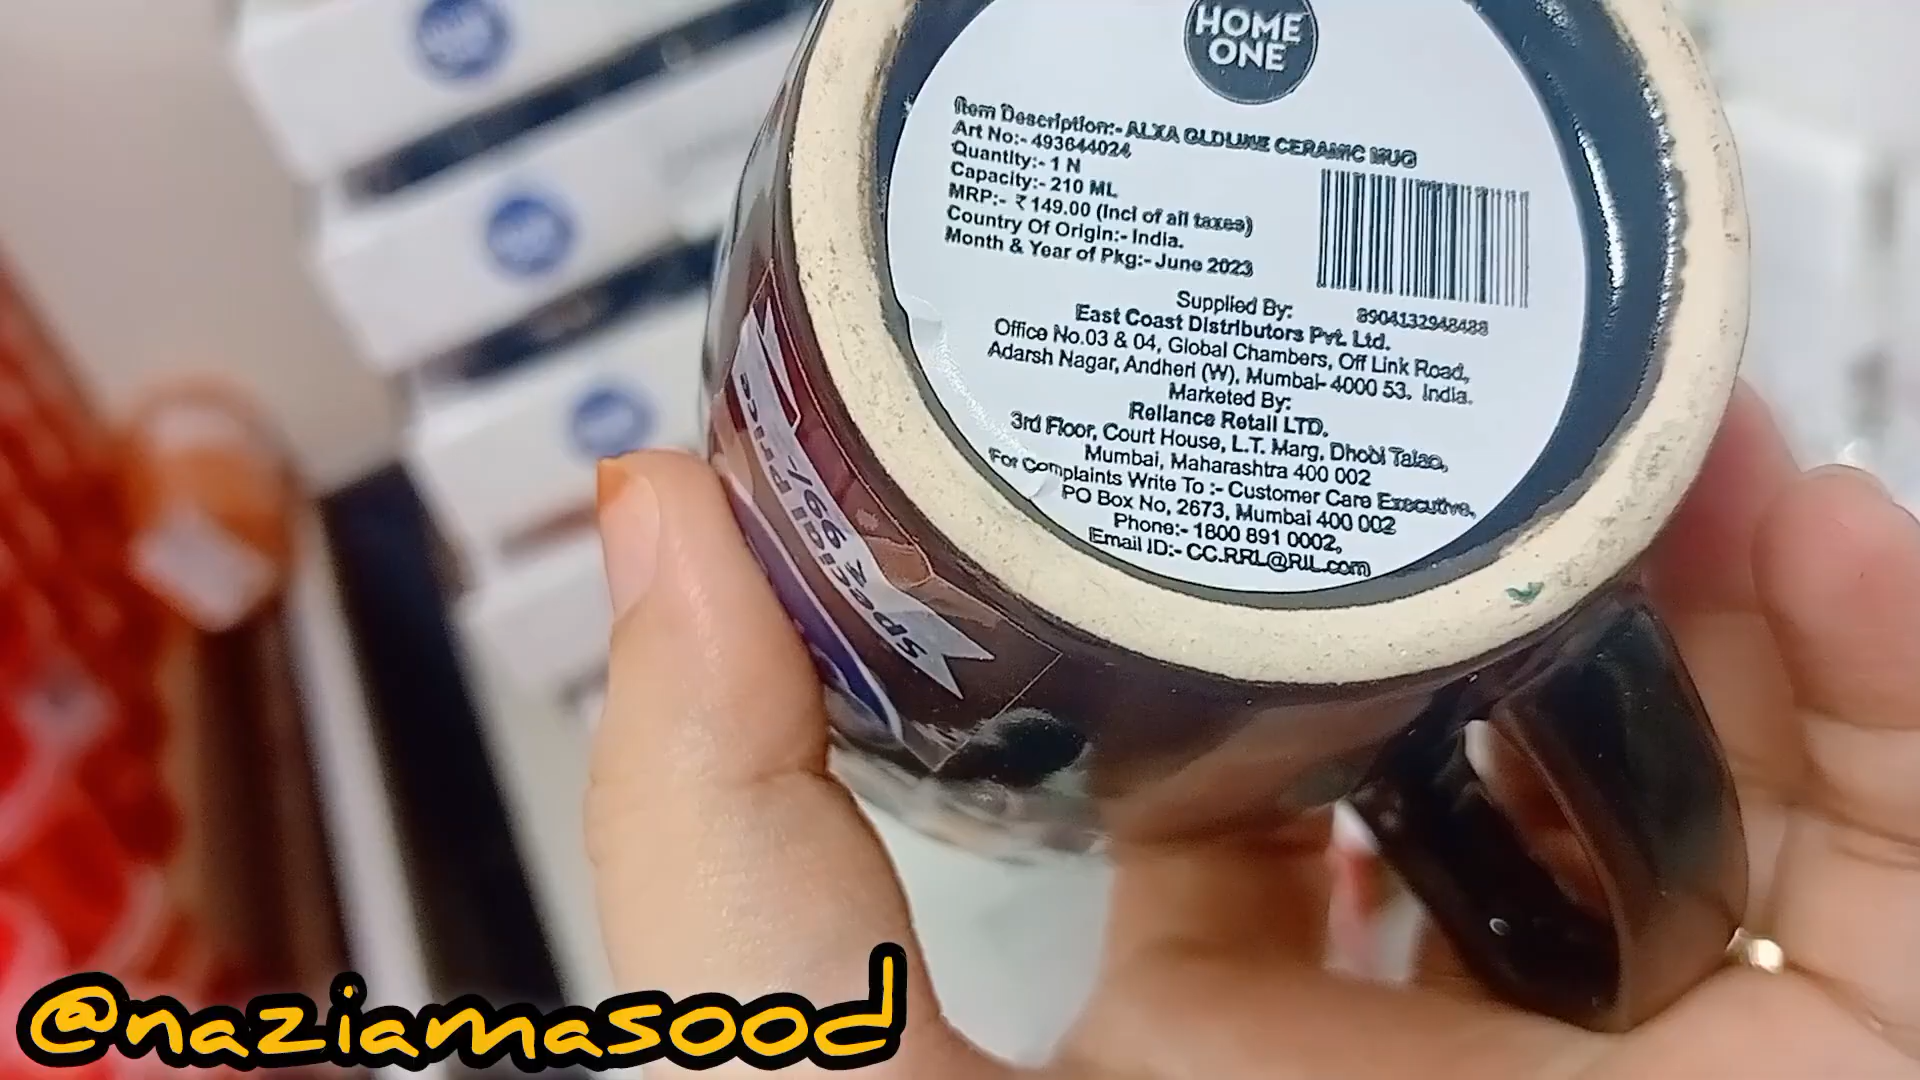 HOME
ONE
Item Description:- ALXA GLDLINE CERAMIC MUG
Art No:- 493644024
Quantity:- 1 N
Capacity:- 210 ML
MRP:- ₹ 149.00 (Incl of all taxes)
Country Of Origin:- India.
Month & Year of Pkg:- June 2023
8904132948488
Supplied By:
East Coast Distributors Pvt. Ltd.
Office No.03 & 04, Global Chambers, Off Link Road,
Adarsh Nagar, Andheri (W), Mumbai- 4000 53. India.
Marketed By:
Reliance Retail LTD.
3rd Floor, Court House, L.T. Marg, Dhobi Talao,
Mumbai, Maharashtra 400 002
For Complaints Write To :- Customer Care Executive,
PO Box No, 2673, Mumbai 400 002
Phone:- 1800 891 0002,
Email ID:- CC.RRL@RIL.com
Special Price
₹ 99/-
@naziamasood